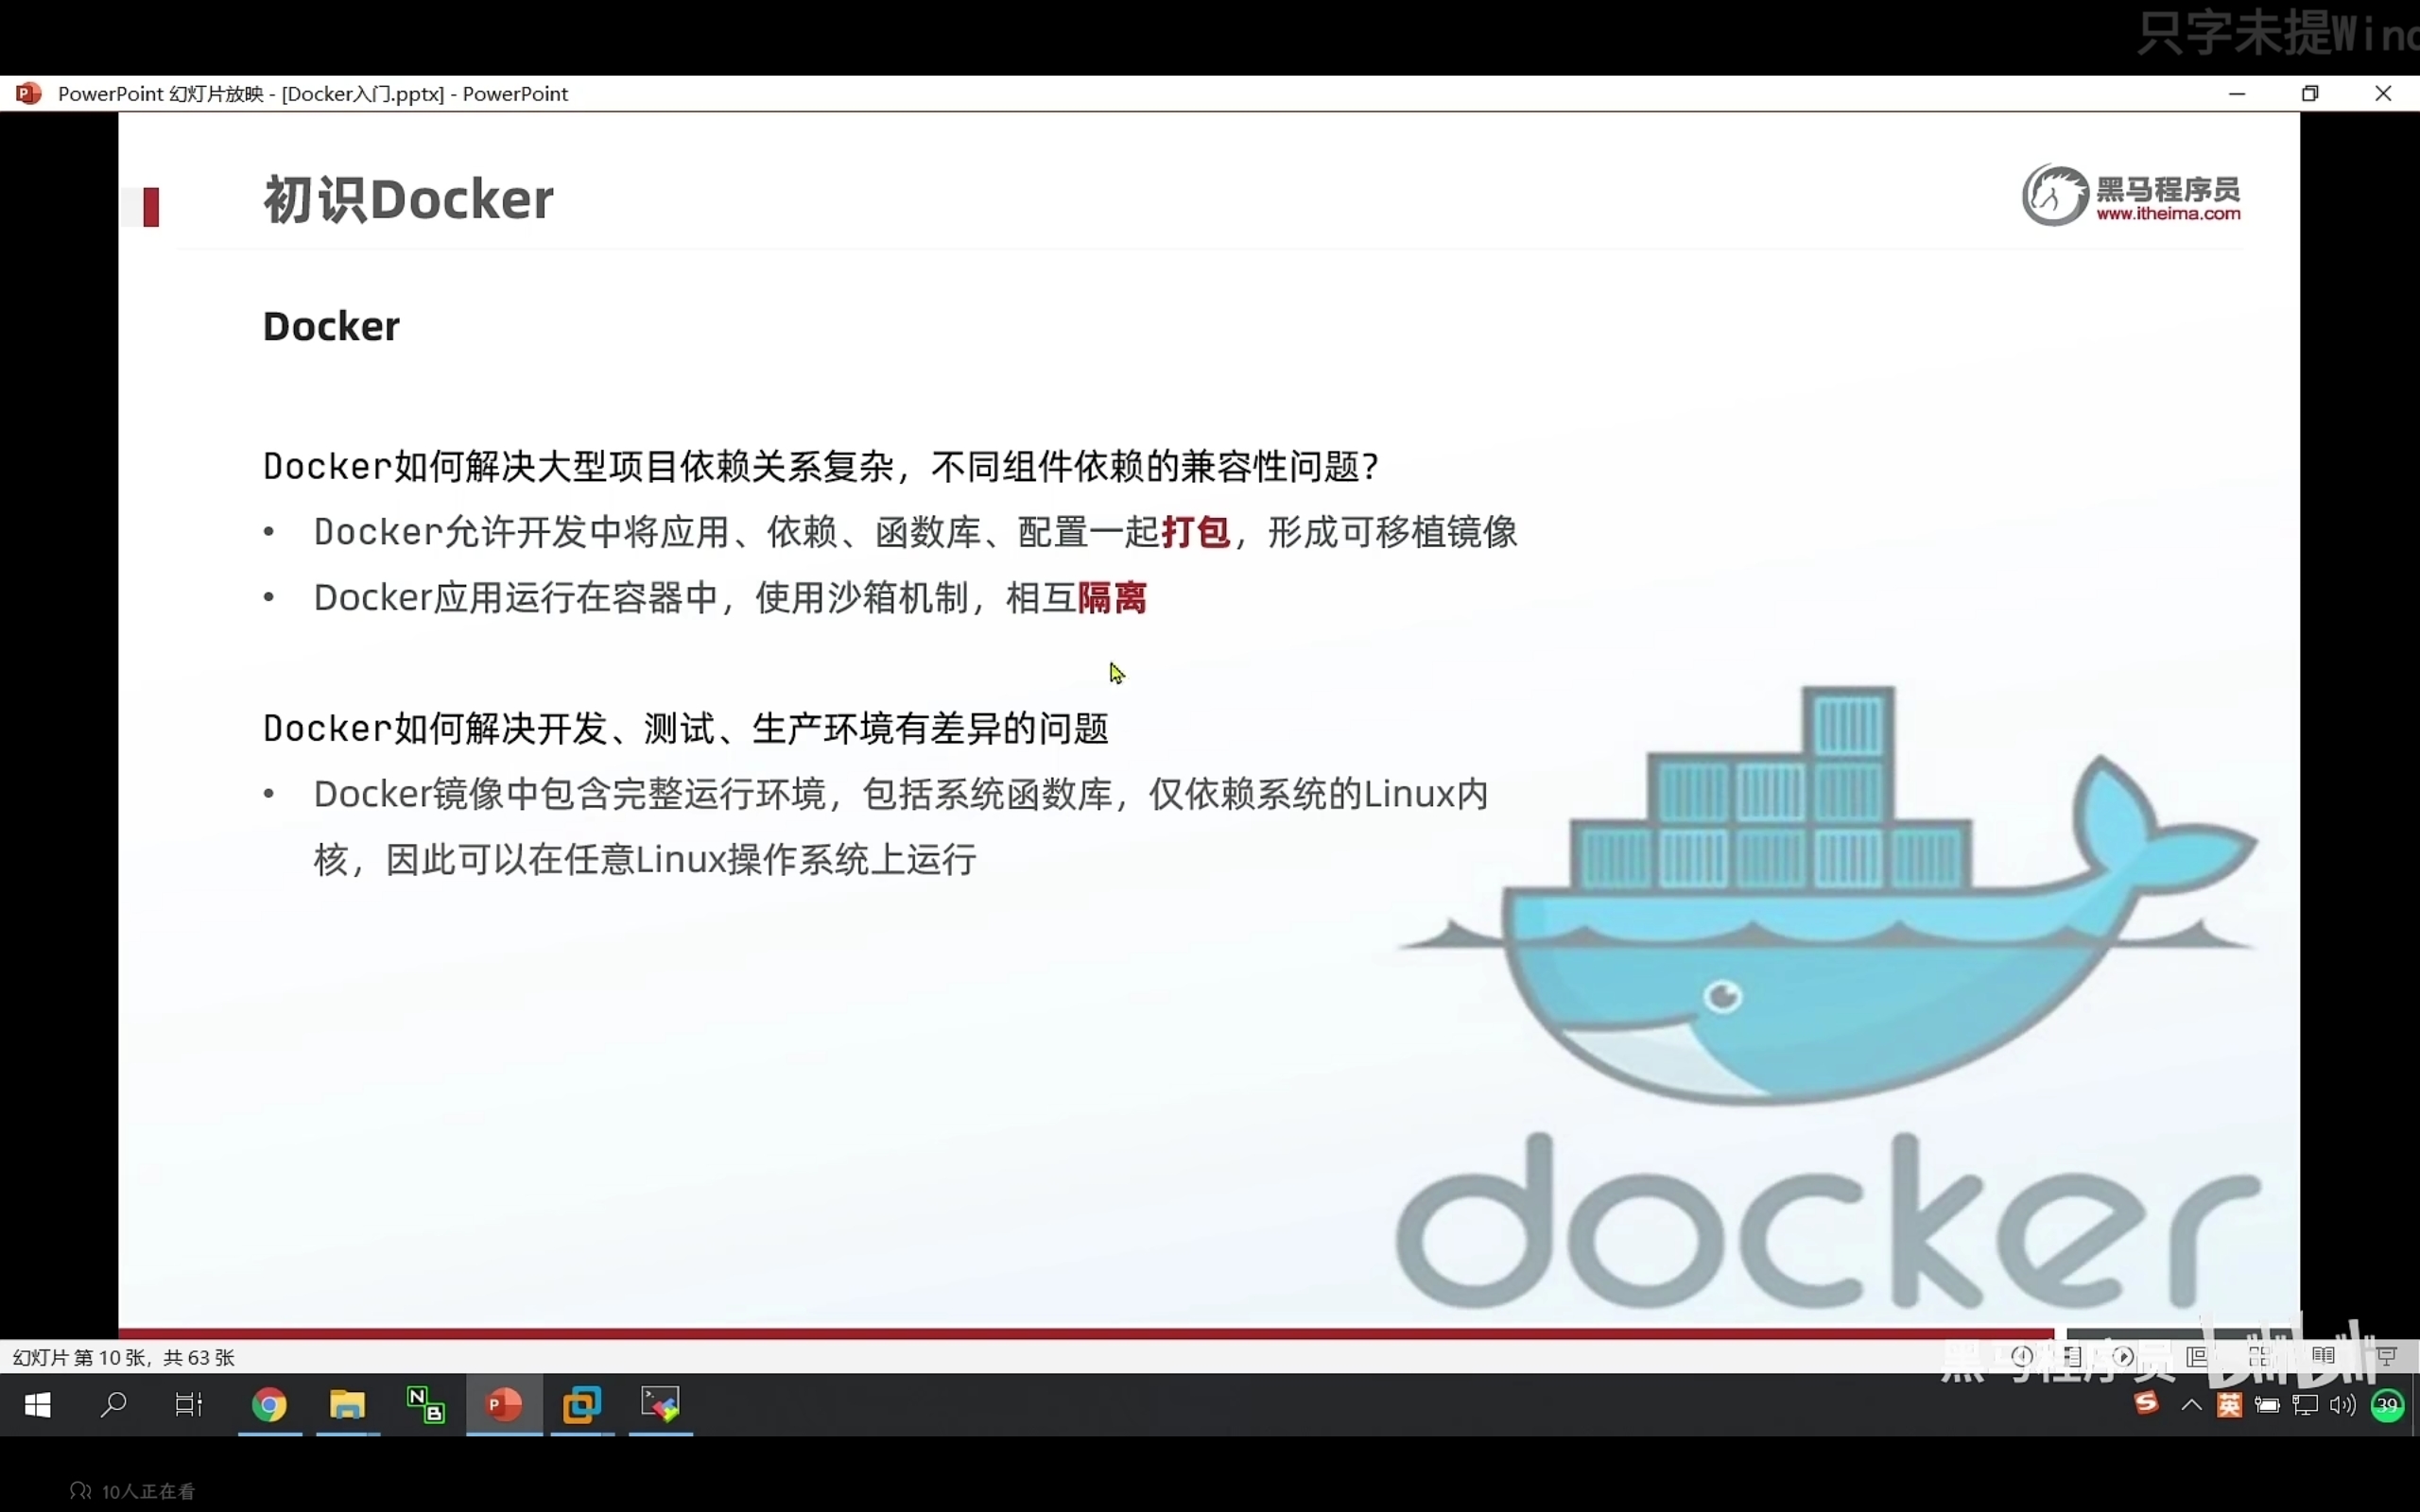 只字未提Win
PowerPoint 幻灯片放映 - [Docker入门.pptx] - PowerPoint
初识Docker
黑马程序员
www.itheima.com
Docker
Docker如何解决大型项目依赖关系复杂，不同组件依赖的兼容性问题？
• Docker允许开发中将应用、依赖、函数库、配置一起打包，形成可移植镜像
• Docker应用运行在容器中，使用沙箱机制，相互隔离
Docker如何解决开发、测试、生产环境有差异的问题
• Docker镜像中包含完整运行环境，包括系统函数库，仅依赖系统的Linux内
核，因此可以在任意Linux操作系统上运行
docker
幻灯片 第 10 张，共 63 张
黑马程序员 bilibili
英
39
10人正在看